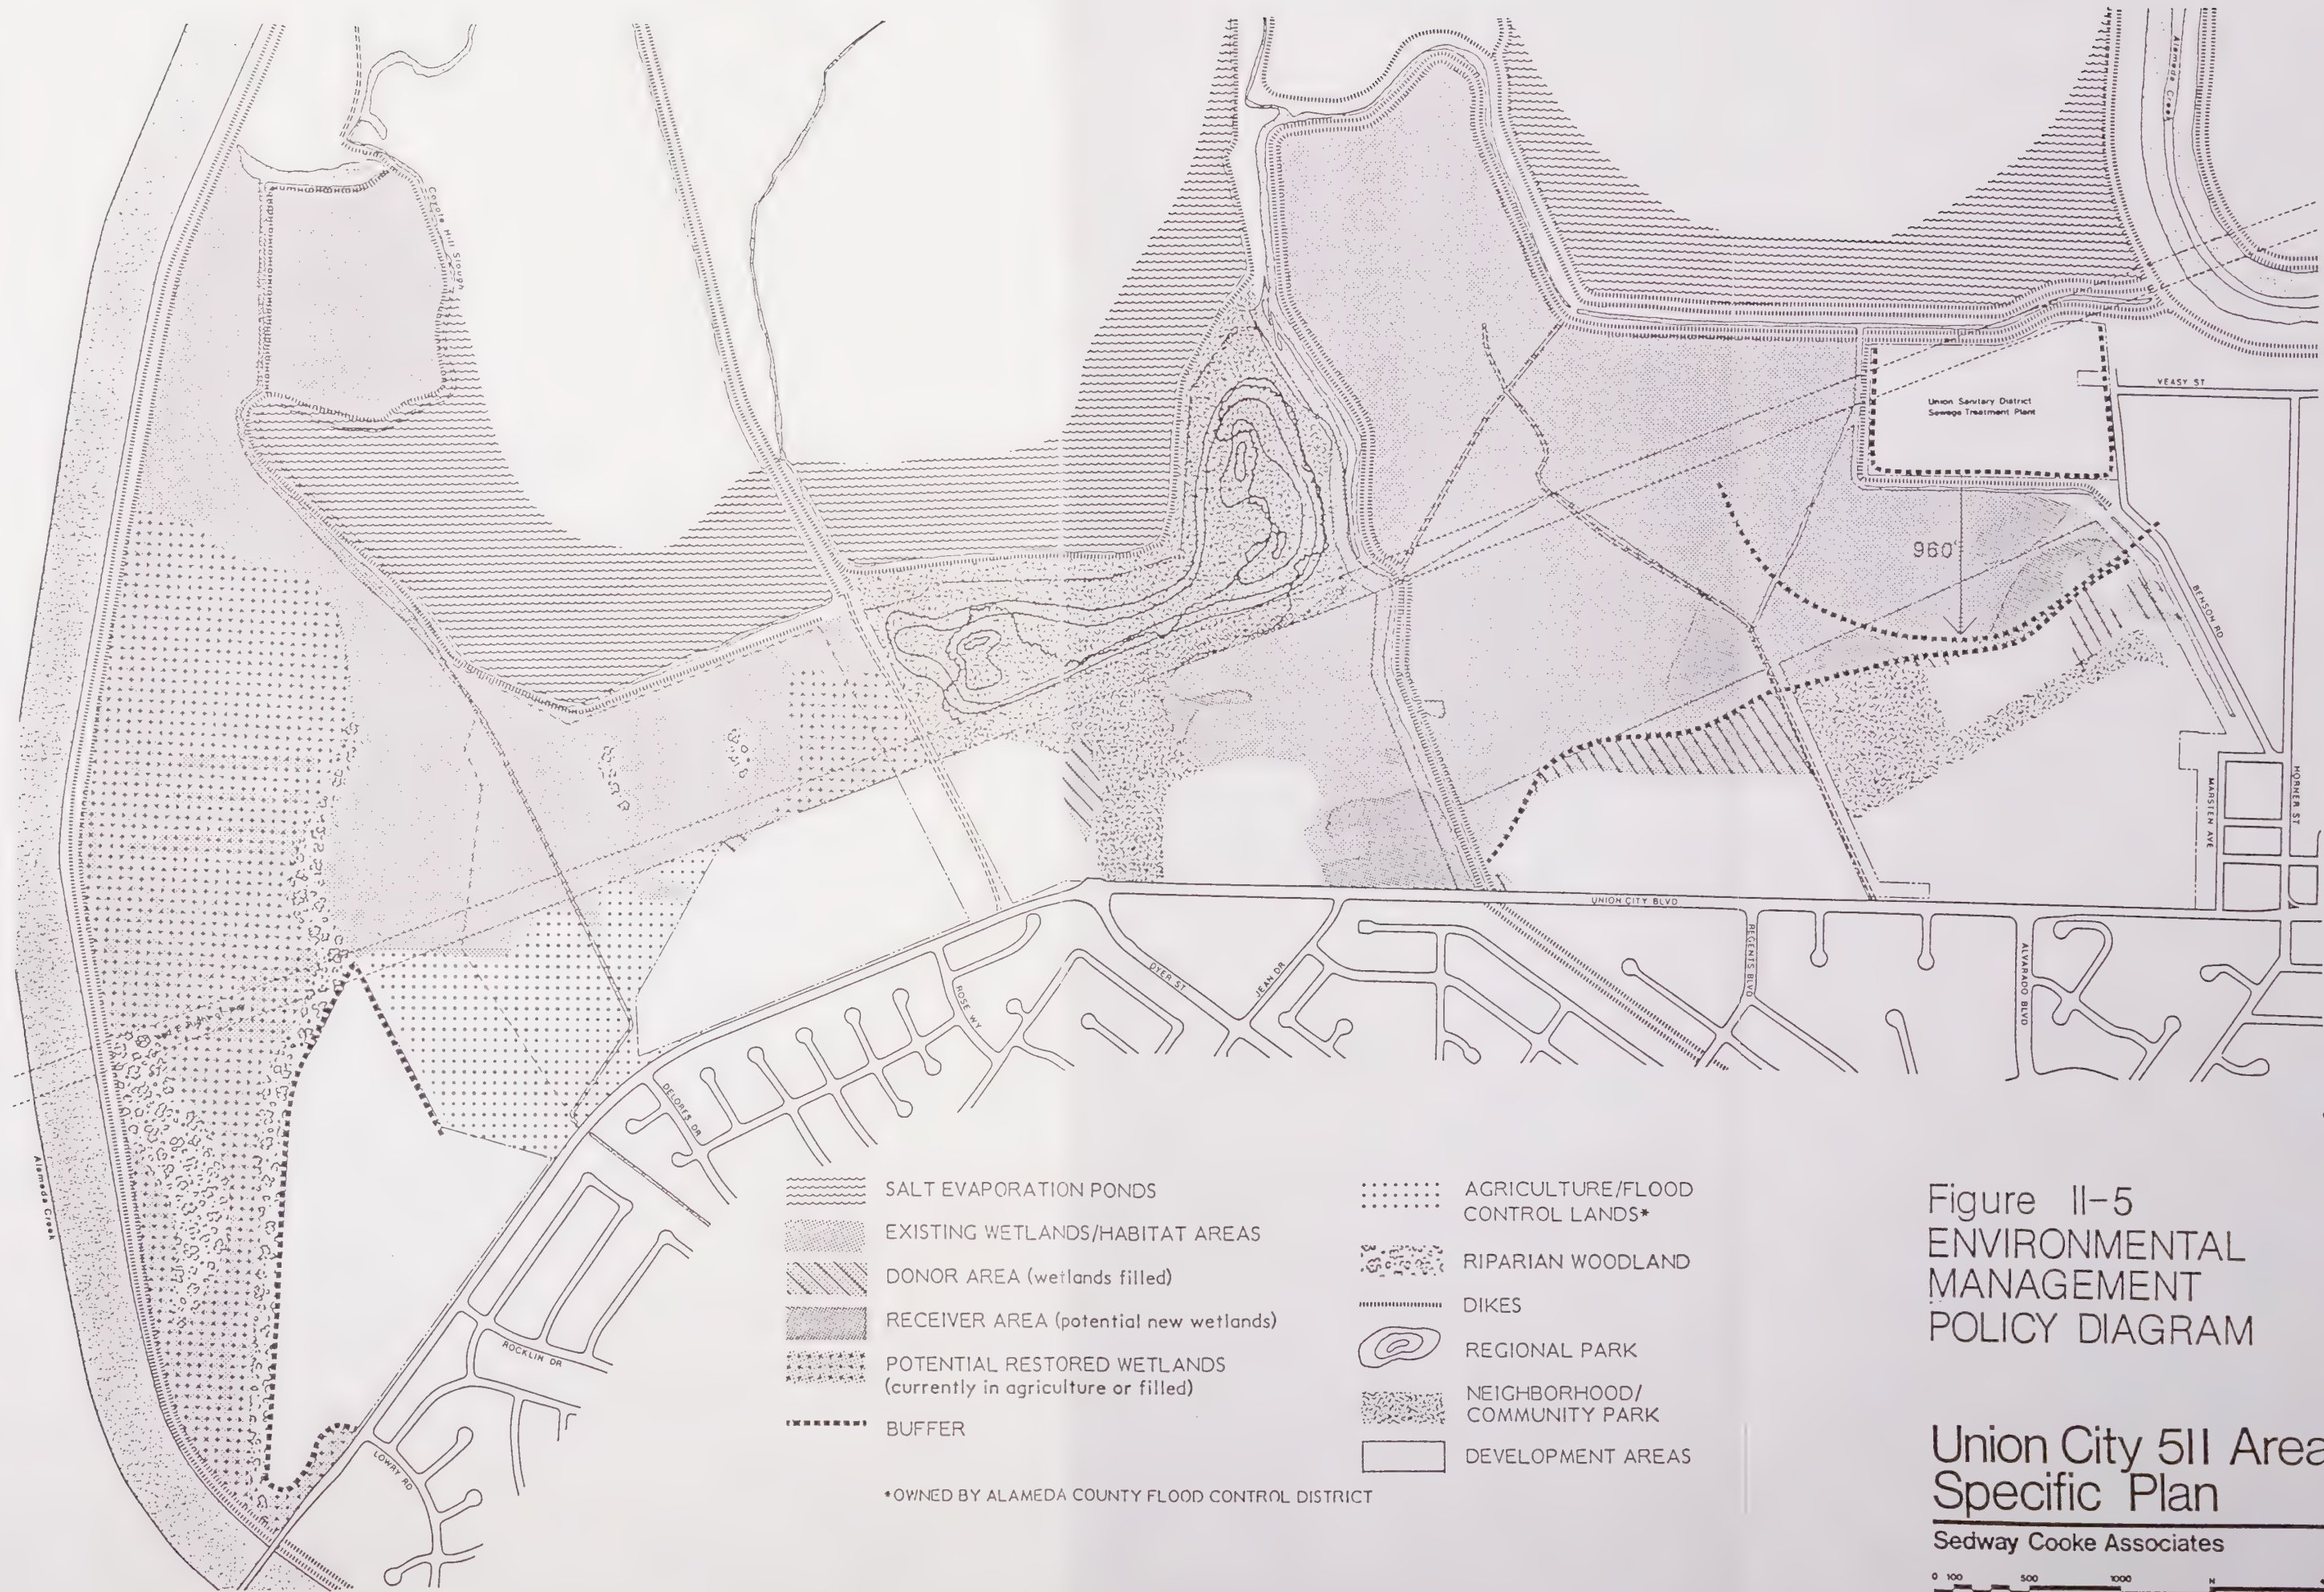 Alameda Creek
Coyote Hill Slough
VEASY ST
Union Sanitary District
Sewage Treatment Plant
960'
BENSON RD
HORNER ST
MARSTEN AVE
UNION CITY BLVD
REGENTS BLVD
ALVARADO BLVD
DYER ST
JEAN DR
ROSE WY
DELORES DR
Alameda Creek
ROCKLIN DR
LOWRY RD
SALT EVAPORATION PONDS
EXISTING WETLANDS/HABITAT AREAS
DONOR AREA (wetlands filled)
RECEIVER AREA (potential new wetlands)
POTENTIAL RESTORED WETLANDS
(currently in agriculture or filled)
BUFFER
AGRICULTURE/FLOOD
CONTROL LANDS*
RIPARIAN WOODLAND
DIKES
REGIONAL PARK
NEIGHBORHOOD/
COMMUNITY PARK
DEVELOPMENT AREAS
*OWNED BY ALAMEDA COUNTY FLOOD CONTROL DISTRICT
Figure II-5
ENVIRONMENTAL
MANAGEMENT
POLICY DIAGRAM
Union City 511 Area
Specific Plan
Sedway Cooke Associates
0 100 500 1000 N